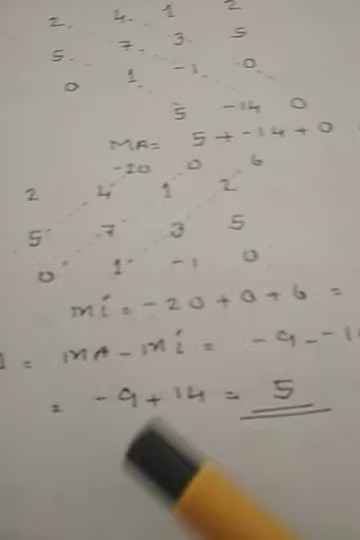 2 4 1 2
5 7 3 5
0 1 -1 0
5 -14 0
MA= 5+-14+0
-20 0 6
2 4 1 2
5 7 3 5
0 1 -1 0
Mi = -20+0+6 =
= MA - Mi = -9 - -1
= -9+14 = 5